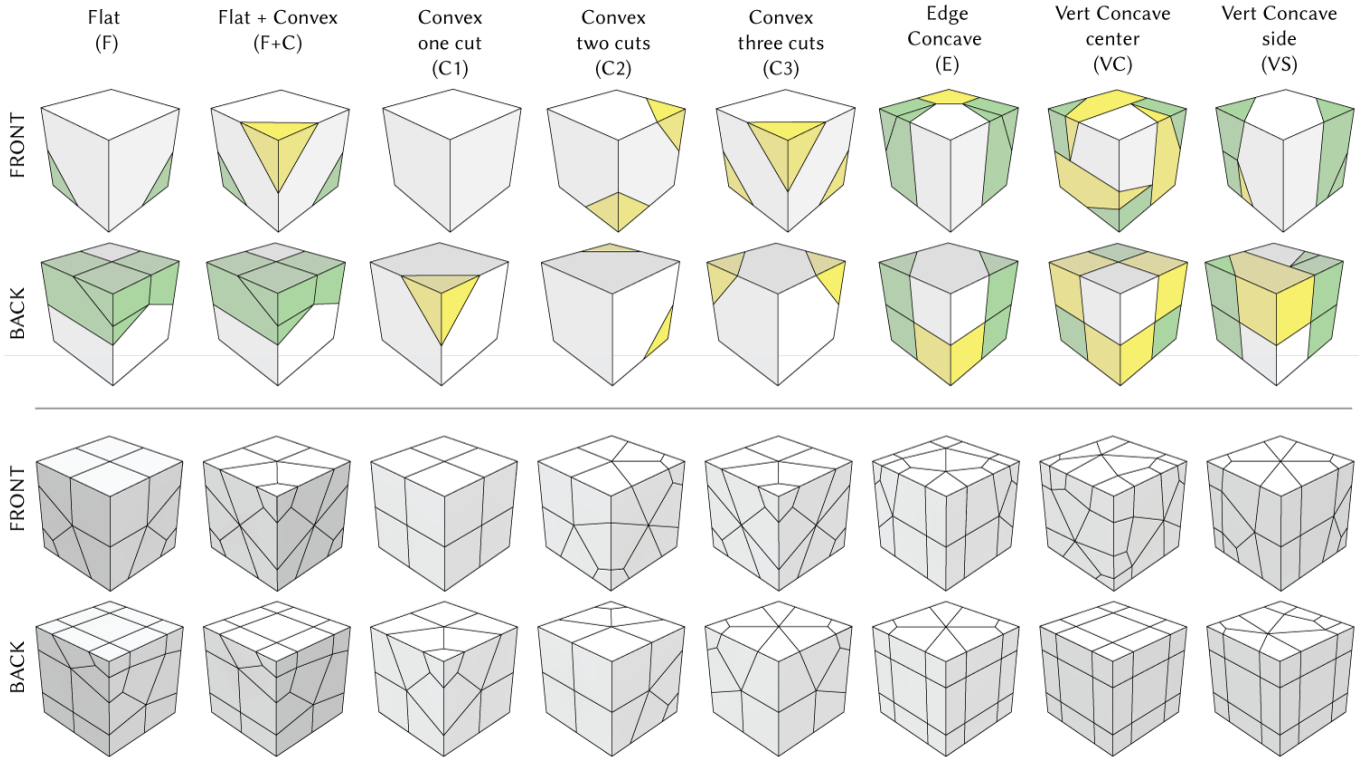 Flat
(F)
Flat + Convex
(F+C)
Convex
one cut
(C1)
Convex
two cuts
(C2)
Convex
three cuts
(C3)
Edge
Concave
(E)
Vert Concave
center
(VC)
Vert Concave
side
(VS)
FRONT
BACK
FRONT
BACK